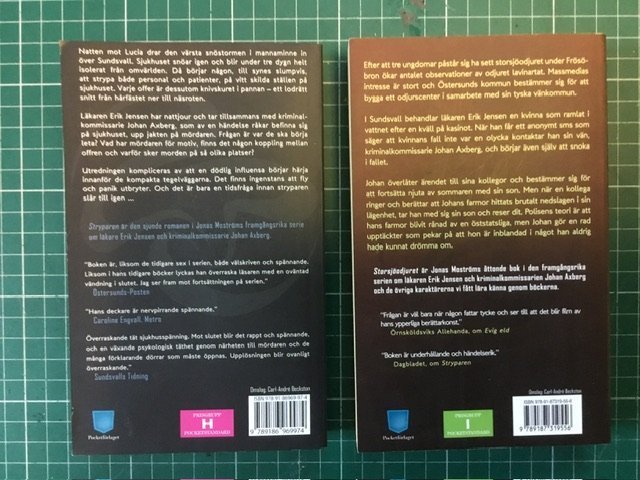 Natten mot Lucia drar den värsta snöstormen i mannaminne in
över Sundsvall. Sjukhuset snöar igen och blir under tre dygn helt
isolerat från omvärlden. Då börjar någon, till synes slumpvis,
att strypa både personal och patienter, på vitt skilda ställen på
sjukhuset. Varje offer är dessutom knivskuret i pannan – ett lodrätt
snitt från hårfästet ner till näsroten.
Läkaren Erik Jensen har nattjour och tar tillsammans med kriminal-
kommissarie Johan Axberg, som av en händelse råkar befinna sig
på sjukhuset, upp jakten på mördaren. Frågan är var de ska börja
leta? Vad har mördaren för motiv, finns det någon koppling mellan
offren och varför sker morden på så olika platser?
Utredningen kompliceras av att en dödlig influensa börjar härja
innanför de kompakta tegelväggarna. Det finns ingenstans att fly
och panik utbryter. Och det är bara en tidsfråga innan stryparen
slår till igen ...
Stryparen är den sjunde romanen i Jonas Moströms framgångsrika serie
om läkaren Erik Jensen och kriminalkommissarie Johan Axberg.
"Boken är, liksom de tidigare sex i serien, både välskriven och spännande.
Liksom i hans tidigare böcker lyckas han överraska läsaren med en oväntad
vändning i slutet. Jag ser fram mot fortsättningen på serien."
Östersunds-Posten
"Hans deckare är nervpirrande spännande."
Caroline Engvall, Metro
Överraskande tät sjukhusspänning. Mot slutet blir det rappt och spännande,
och en växande psykologisk täthet genom närheten till mördaren och de
många förklarande dörrar som måste öppnas. Upplösningen blir ovanligt
överraskande."
Sundsvalls Tidning
Omslag: Carl-André Beckston
ISBN 978-91-86969-97-4
Pocketförlaget
PRISGRUPP
H
POCKETSTANDARD
9 789186 969974
Efter att tre ungdomar påstår sig ha sett storsjöodjuret under Frösö-
bron ökar antalet observationer av odjuret lavinartat. Massmedias
intresse är stort och Östersunds kommun bestämmer sig för att
bygga ett odjurscenter i samarbete med sin tyska vänkommun.
I Sundsvall behandlar läkaren Erik Jensen en kvinna som ramlat i
vattnet efter en kväll på kasinot. När han får ett anonymt sms som
säger att kvinnans fall inte var en olycka kontaktar han sin vän,
kriminalkommissarie Johan Axberg, och börjar även själv att snoka
i fallet.
Johan överlåter ärendet till sina kollegor och bestämmer sig för
att fortsätta njuta av sommaren med sin son. Men när en kollega
ringer och berättar att Johans farmor hittats brutalt nedslagen i sin
lägenhet, tar han med sig sin son och reser dit. Polisens teori är att
hans farmor blivit rånad av en öststatsliga, men Johan gör en rad
upptäckter som pekar på att hon är inblandad i något han aldrig
hade kunnat drömma om.
Storsjöodjuret är Jonas Moströms åttonde bok i den framgångsrika
serien om läkaren Erik Jensen och kriminalkommissarien Johan Axberg
och de övriga karaktärerna vi fått lära känna genom böckerna.
"Frågan är väl bara när någon fattar tycke och ser till att det blir film av
hans ypperliga berättarkonst."
Örnsköldsviks Allehanda, om Evig eld
"Boken är underhållande och händelserik."
Dagbladet, om Stryparen
Omslag: Carl-André Beckston
ISBN 978-91-87319-55-6
Pocketförlaget
PRISGRUPP
I
POCKETSTANDARD
9 789187 319556